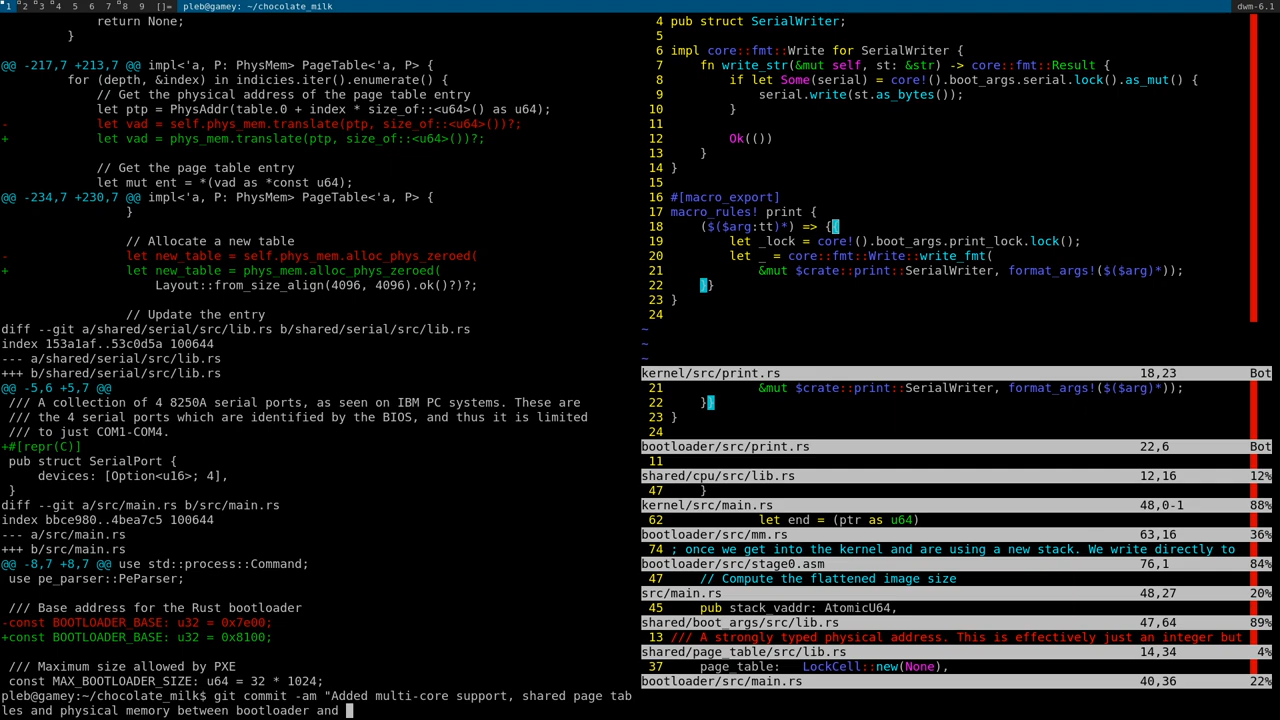 1 2 3 4 5 6 7 8 9 []= pleb@gamey: ~/chocolate_milk dwm-6.1
            return None;
        }
@@ -217,7 +213,7 @@ impl<'a, P: PhysMem> PageTable<'a, P> {
        for (depth, &index) in indicies.iter().enumerate() {
            // Get the physical address of the page table entry
            let ptp = PhysAddr(table.0 + index * size_of::<u64>() as u64);
-            let vad = self.phys_mem.translate(ptp, size_of::<u64>())?;
+            let vad = phys_mem.translate(ptp, size_of::<u64>())?;
            // Get the page table entry
            let mut ent = *(vad as *const u64);
@@ -234,7 +230,7 @@ impl<'a, P: PhysMem> PageTable<'a, P> {
                }
                // Allocate a new table
-                let new_table = self.phys_mem.alloc_phys_zeroed(
+                let new_table = phys_mem.alloc_phys_zeroed(
                    Layout::from_size_align(4096, 4096).ok()?)?;
                // Update the entry
diff --git a/shared/serial/src/lib.rs b/shared/serial/src/lib.rs
index 153a1af..53c0d5a 100644
--- a/shared/serial/src/lib.rs
+++ b/shared/serial/src/lib.rs
@@ -5,6 +5,7 @@
 /// A collection of 4 8250A serial ports, as seen on IBM PC systems. These are
 /// the 4 serial ports which are identified by the BIOS, and thus it is limited
 /// to just COM1-COM4.
+#[repr(C)]
 pub struct SerialPort {
     devices: [Option<u16>; 4],
 }
diff --git a/src/main.rs b/src/main.rs
index bbce980..4bea7c5 100644
--- a/src/main.rs
+++ b/src/main.rs
@@ -8,7 +8,7 @@ use std::process::Command;
 use pe_parser::PeParser;
 /// Base address for the Rust bootloader
-const BOOTLOADER_BASE: u32 = 0x7e00;
+const BOOTLOADER_BASE: u32 = 0x8100;
 /// Maximum size allowed by PXE
 const MAX_BOOTLOADER_SIZE: u64 = 32 * 1024;
pleb@gamey:~/chocolate_milk$ git commit -am "Added multi-core support, shared page tab
les and physical memory between bootloader and
4 pub struct SerialWriter;
5
6 impl core::fmt::Write for SerialWriter {
7     fn write_str(&mut self, st: &str) -> core::fmt::Result {
8         if let Some(serial) = core!().boot_args.serial.lock().as_mut() {
9             serial.write(st.as_bytes());
10         }
11
12         Ok(())
13     }
14 }
15
16 #[macro_export]
17 macro_rules! print {
18     ($($arg:tt)*) => {{
19         let _lock = core!().boot_args.print_lock.lock();
20         let _ = core::fmt::Write::write_fmt(
21             &mut $crate::print::SerialWriter, format_args!($($arg)*));
22     }}
23 }
24
~
~
~
kernel/src/print.rs 18,23 Bot
21             &mut $crate::print::SerialWriter, format_args!($($arg)*));
22     }}
23 }
24
bootloader/src/print.rs 22,6 Bot
11
shared/cpu/src/lib.rs 12,16 12%
47     }
kernel/src/main.rs 48,0-1 88%
62             let end = (ptr as u64)
bootloader/src/mm.rs 63,16 36%
74 ; once we get into the kernel and are using a new stack. We write directly to
bootloader/src/stage0.asm 76,1 84%
47     // Compute the flattened image size
src/main.rs 48,27 20%
45     pub stack_vaddr: AtomicU64,
shared/boot_args/src/lib.rs 47,64 89%
13 /// A strongly typed physical address. This is effectively just an integer but
shared/page_table/src/lib.rs 14,34 4%
37     page_table:   LockCell::new(None),
bootloader/src/main.rs 40,36 22%